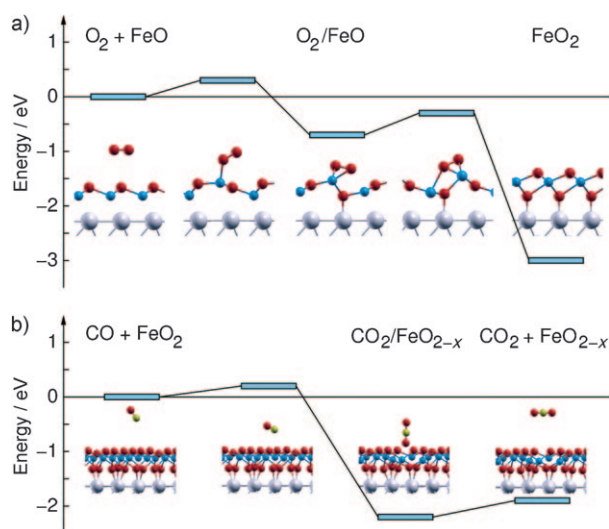 a)
O₂ + FeO
O₂/FeO
FeO₂
Energy / eV
1
0
−1
−2
−3
b)
CO + FeO₂
CO₂/FeO₂₋ₓ
CO₂ + FeO₂₋ₓ
Energy / eV
1
0
−1
−2